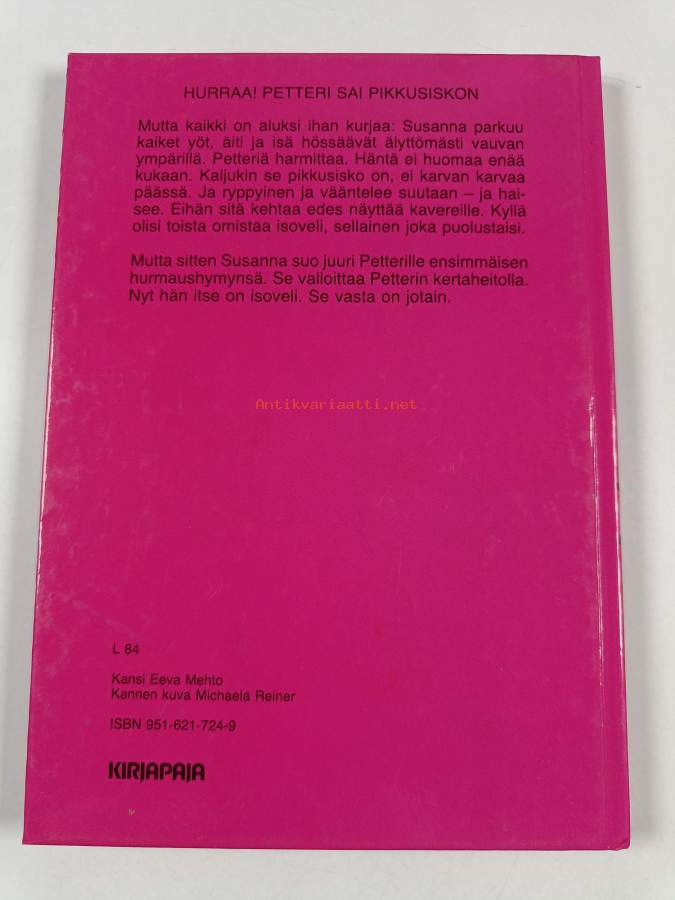 HURRAA! PETTERI SAI PIKKUSISKON
Mutta kaikki on aluksi ihan kurjaa: Susanna parkuu
kaiket yöt, äiti ja isä hössäävät älyttömästi vauvan
ympärillä. Petteriä harmittaa. Häntä ei huomaa enää
kukaan. Kaljukin se pikkusisko on, ei karvan karvaa
päässä. Ja ryppyinen ja vääntelee suutaan – ja hai-
see. Eihän sitä kehtaa edes näyttää kavereille. Kyllä
olisi toista omistaa isoveli, sellainen joka puolustaisi.
Mutta sitten Susanna suo juuri Petterille ensimmäisen
hurmaushymynsä. Se valloittaa Petterin kertaheitolla.
Nyt hän itse on isoveli. Se vasta on jotain.
Antikvariaatti.net
L 84
Kansi Eeva Mehto
Kannen kuva Michaela Reiner
ISBN 951-621-724-9
KIRJAPAJA